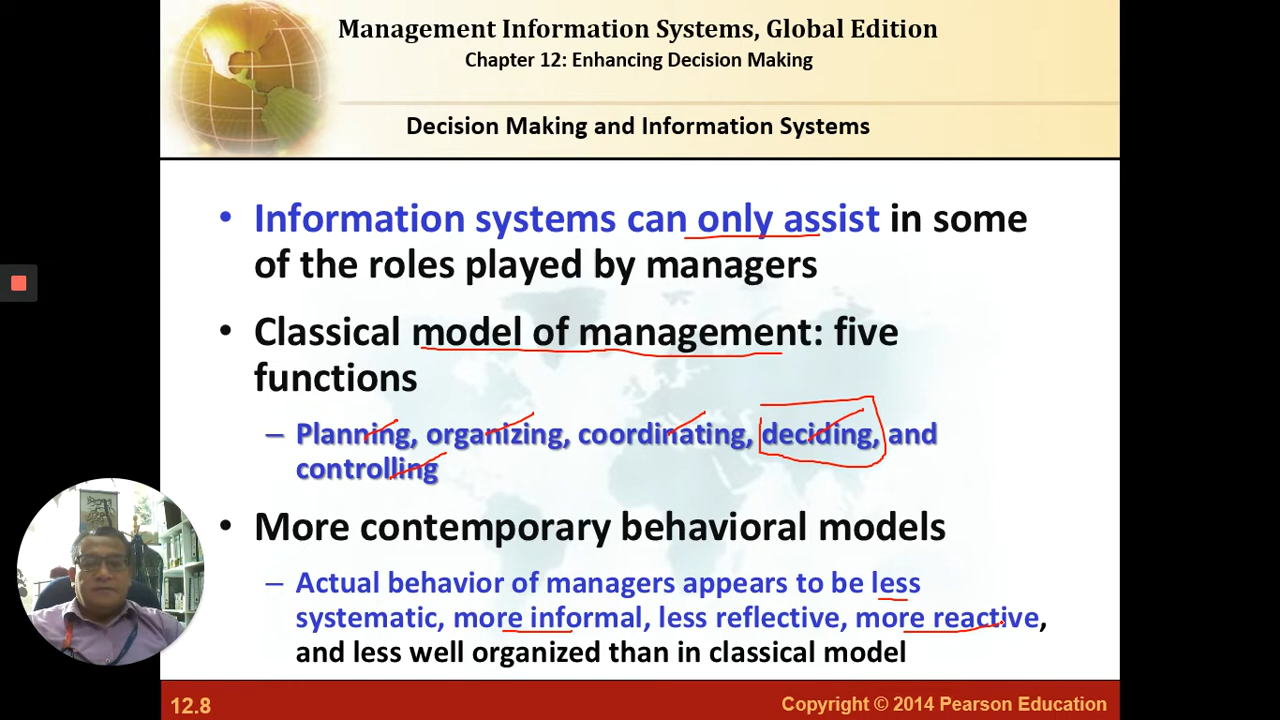 Management Information Systems, Global Edition
Chapter 12: Enhancing Decision Making
Decision Making and Information Systems
• Information systems can only assist in some
of the roles played by managers
• Classical model of management: five
functions
– Planning, organizing, coordinating, deciding, and
controlling
• More contemporary behavioral models
– Actual behavior of managers appears to be less
systematic, more informal, less reflective, more reactive,
and less well organized than in classical model
12.8
Copyright © 2014 Pearson Education